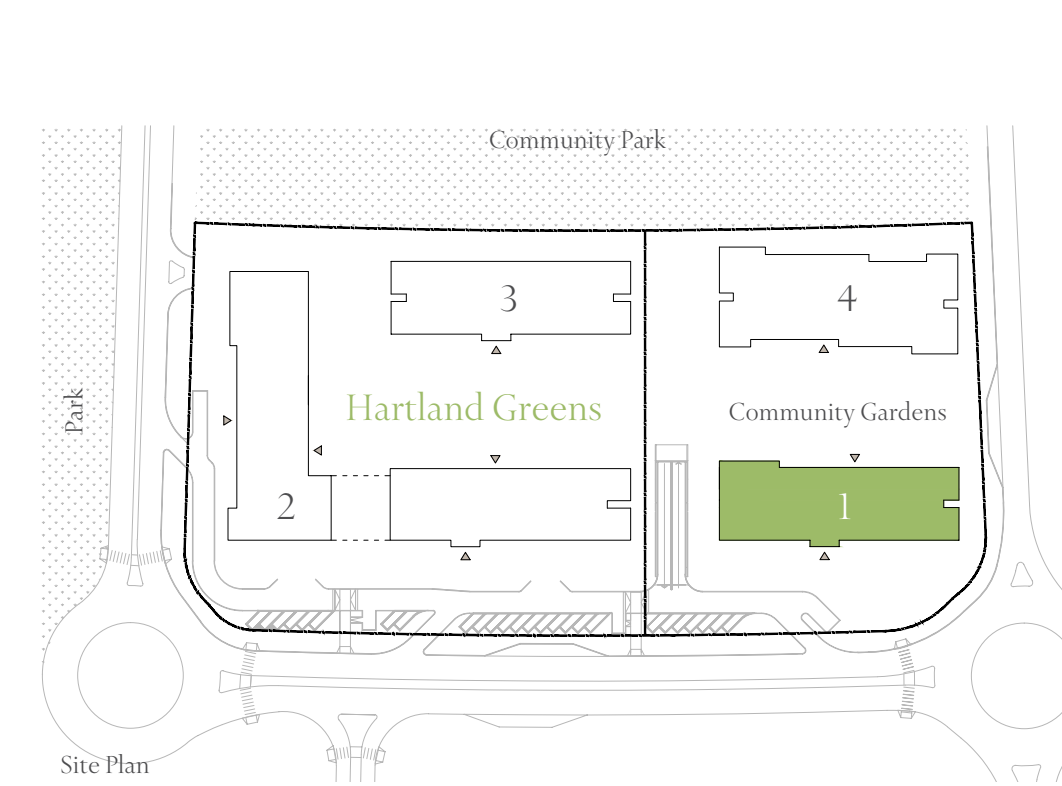 Community Park
3
4
Park
Hartland Greens
Community Gardens
2
1
Site Plan